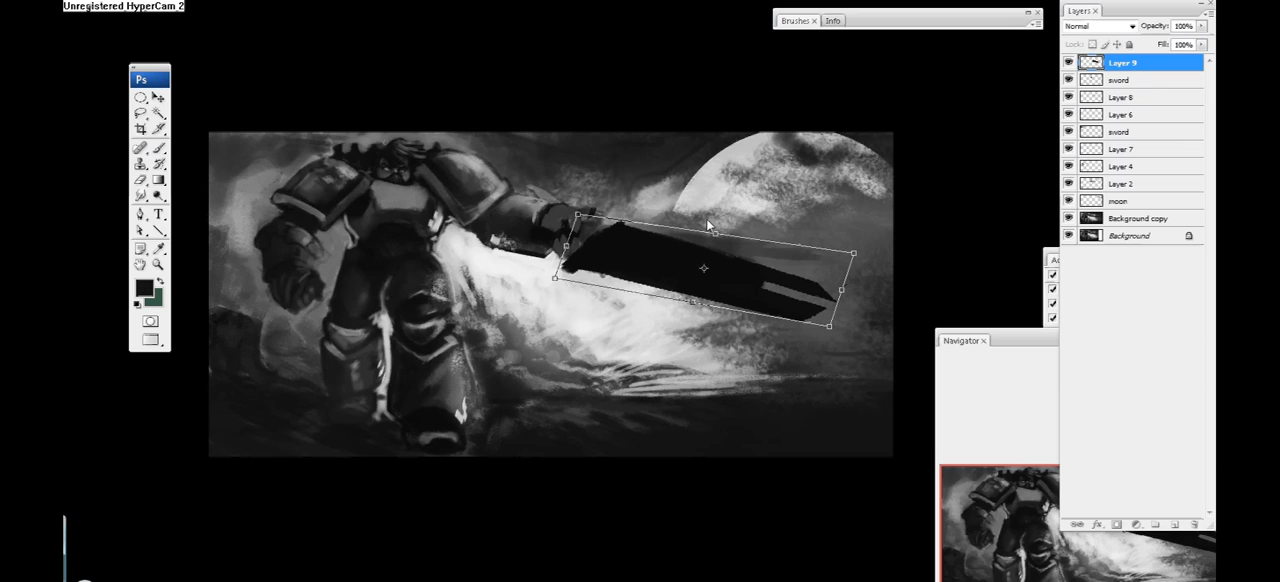 Unregistered HyperCam 2
Brushes
Info
Layers
Normal
Opacity: 100%
Lock:
Fill: 100%
Layer 9
sword
Layer 8
Layer 6
sword
Layer 7
Layer 4
Layer 2
moon
Background copy
Background
Ps
T
Navigator
fx